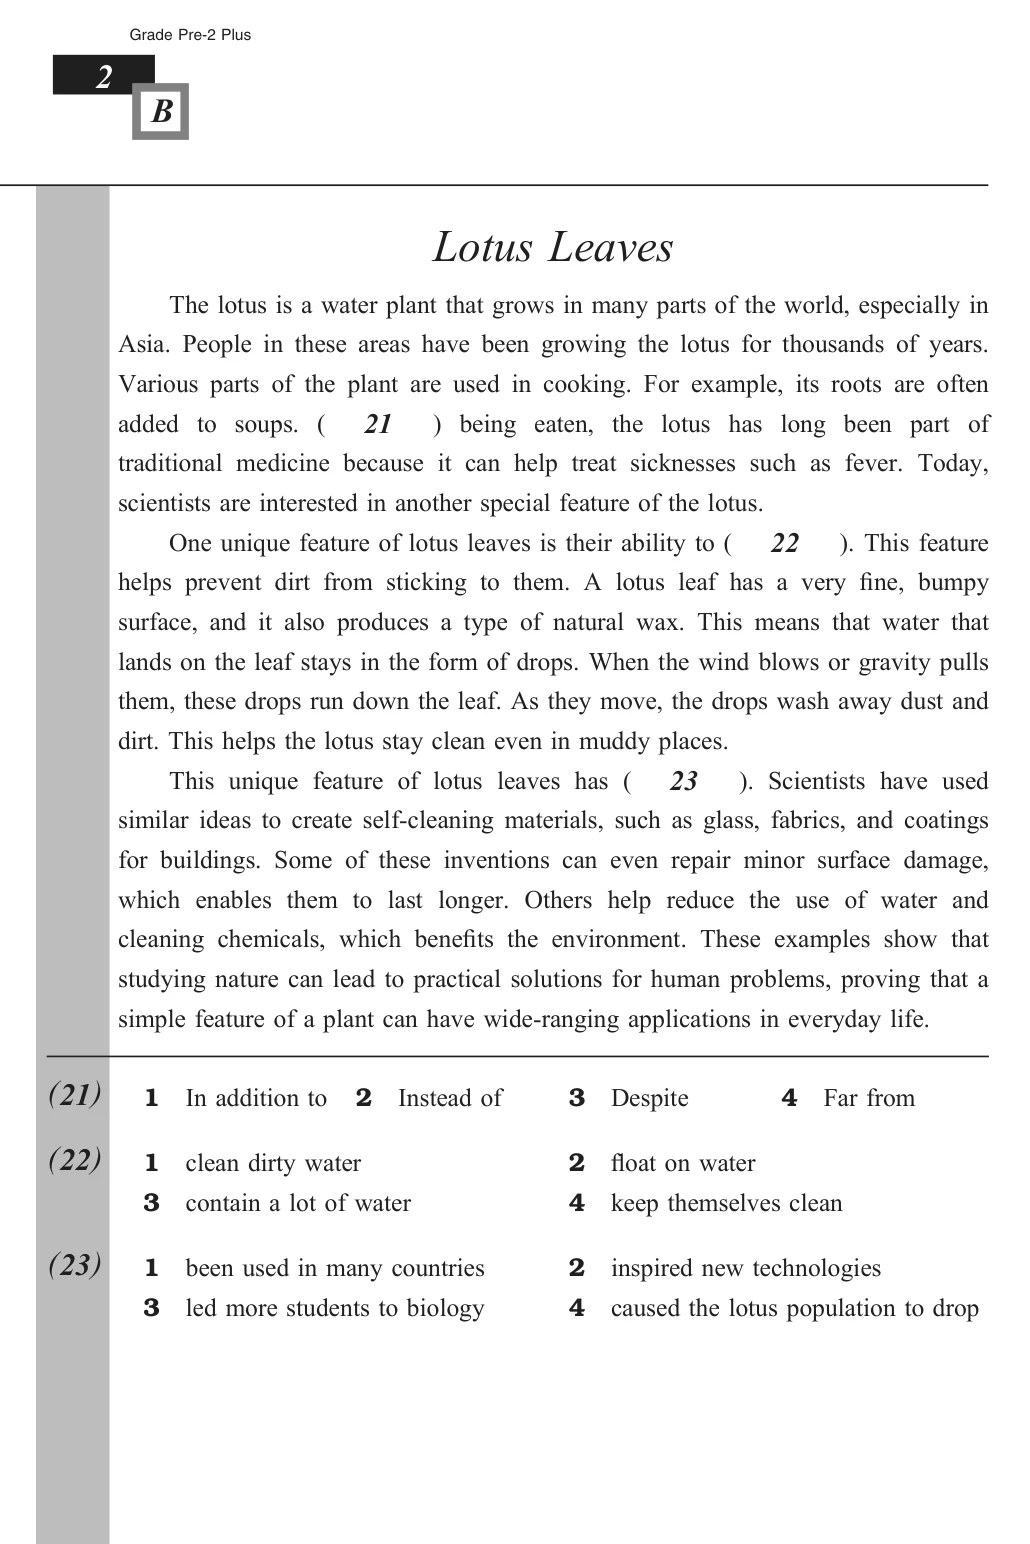 Grade Pre-2 Plus
2
B
Lotus Leaves
The lotus is a water plant that grows in many parts of the world, especially in
Asia. People in these areas have been growing the lotus for thousands of years.
Various parts of the plant are used in cooking. For example, its roots are often
added to soups. ( 21 ) being eaten, the lotus has long been part of
traditional medicine because it can help treat sicknesses such as fever. Today,
scientists are interested in another special feature of the lotus.
One unique feature of lotus leaves is their ability to ( 22 ). This feature
helps prevent dirt from sticking to them. A lotus leaf has a very fine, bumpy
surface, and it also produces a type of natural wax. This means that water that
lands on the leaf stays in the form of drops. When the wind blows or gravity pulls
them, these drops run down the leaf. As they move, the drops wash away dust and
dirt. This helps the lotus stay clean even in muddy places.
This unique feature of lotus leaves has ( 23 ). Scientists have used
similar ideas to create self-cleaning materials, such as glass, fabrics, and coatings
for buildings. Some of these inventions can even repair minor surface damage,
which enables them to last longer. Others help reduce the use of water and
cleaning chemicals, which benefits the environment. These examples show that
studying nature can lead to practical solutions for human problems, proving that a
simple feature of a plant can have wide-ranging applications in everyday life.
(21) 1 In addition to 2 Instead of 3 Despite 4 Far from
(22) 1 clean dirty water 2 float on water
3 contain a lot of water 4 keep themselves clean
(23) 1 been used in many countries 2 inspired new technologies
3 led more students to biology 4 caused the lotus population to drop